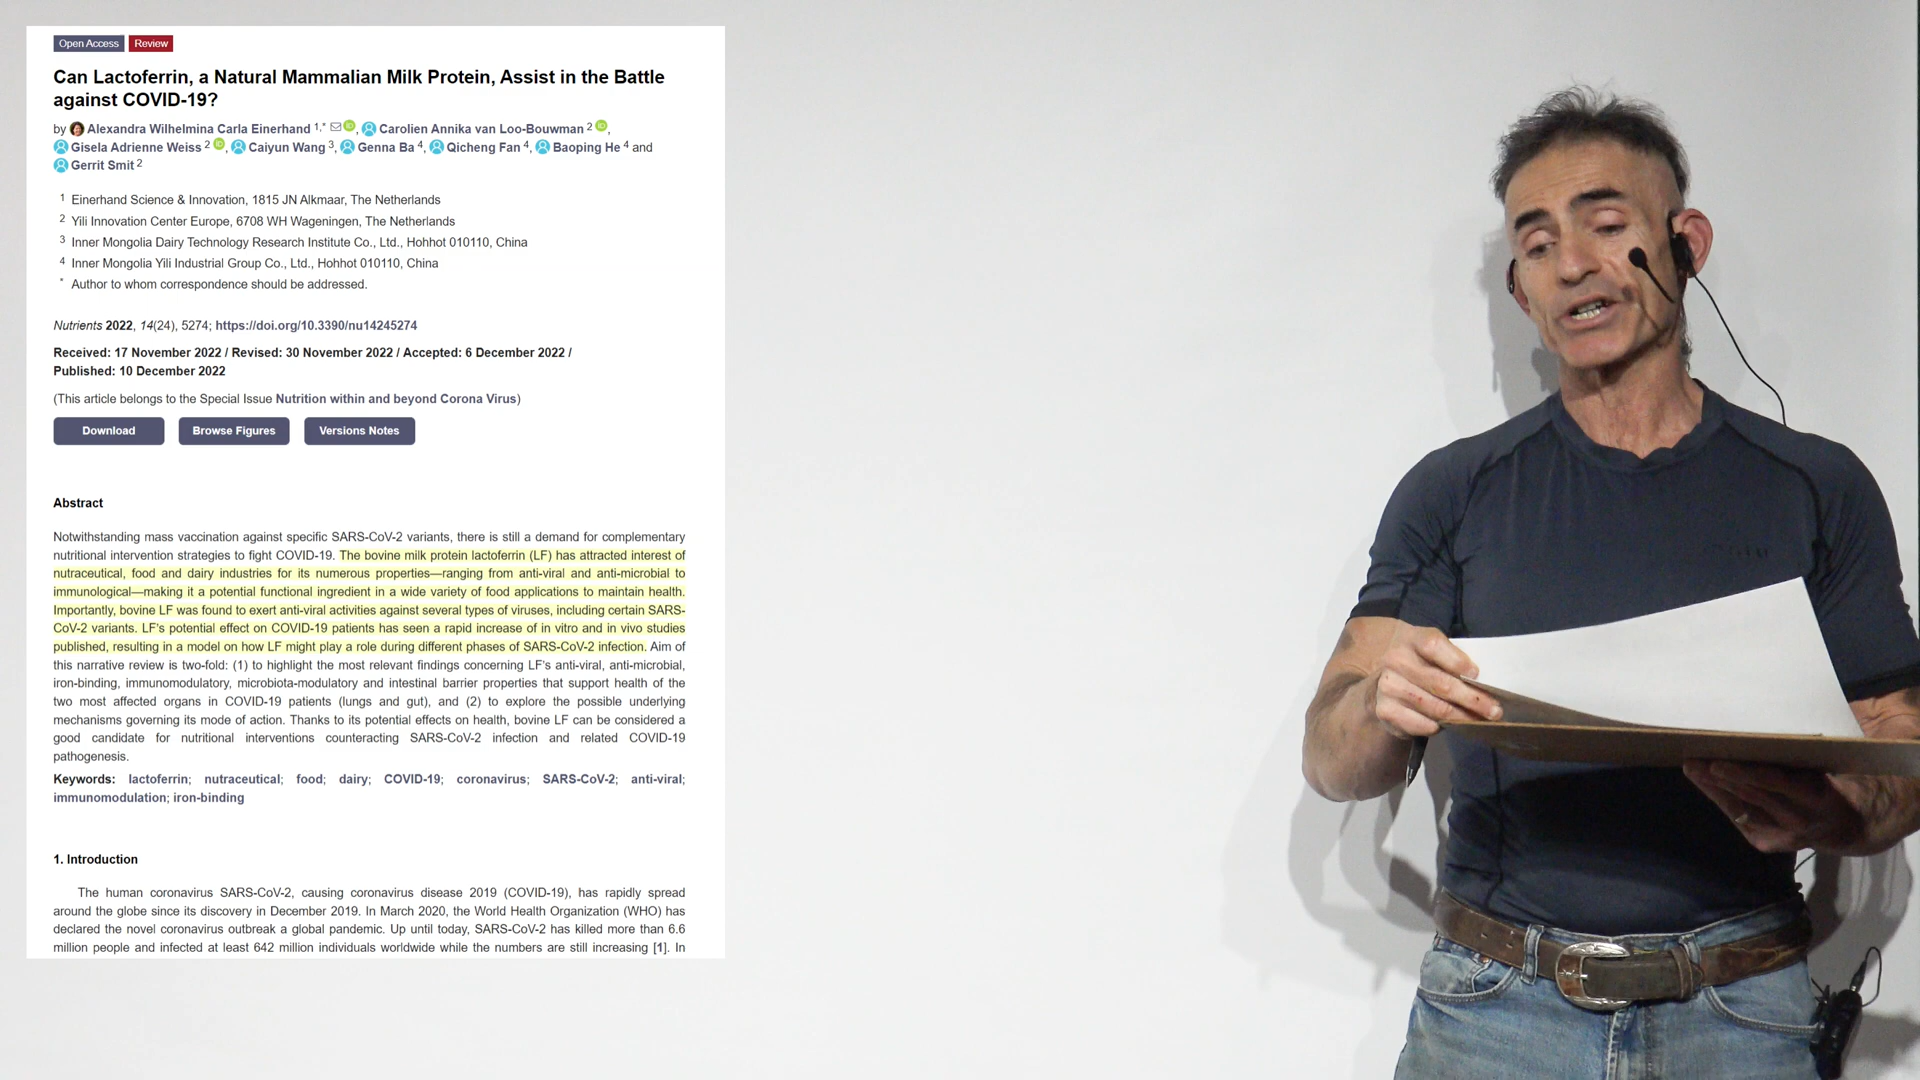 Open Access Review
Can Lactoferrin, a Natural Mammalian Milk Protein, Assist in the Battle
against COVID-19?
by Alexandra Wilhelmina Carla Einerhand 1,* , Carolien Annika van Loo-Bouwman 2 ,
Gisela Adrienne Weiss 2 , Caiyun Wang 3, Genna Ba 4, Qicheng Fan 4, Baoping He 4 and
Gerrit Smit 2
1 Einerhand Science & Innovation, 1815 JN Alkmaar, The Netherlands
2 Yili Innovation Center Europe, 6708 WH Wageningen, The Netherlands
3 Inner Mongolia Dairy Technology Research Institute Co., Ltd., Hohhot 010110, China
4 Inner Mongolia Yili Industrial Group Co., Ltd., Hohhot 010110, China
* Author to whom correspondence should be addressed.
Nutrients 2022, 14(24), 5274; https://doi.org/10.3390/nu14245274
Received: 17 November 2022 / Revised: 30 November 2022 / Accepted: 6 December 2022 /
Published: 10 December 2022
(This article belongs to the Special Issue Nutrition within and beyond Corona Virus)
Download Browse Figures Versions Notes
Abstract
Notwithstanding mass vaccination against specific SARS-CoV-2 variants, there is still a demand for complementary
nutritional intervention strategies to fight COVID-19. The bovine milk protein lactoferrin (LF) has attracted interest of
nutraceutical, food and dairy industries for its numerous properties—ranging from anti-viral and anti-microbial to
immunological—making it a potential functional ingredient in a wide variety of food applications to maintain health.
Importantly, bovine LF was found to exert anti-viral activities against several types of viruses, including certain SARS-
CoV-2 variants. LF's potential effect on COVID-19 patients has seen a rapid increase of in vitro and in vivo studies
published, resulting in a model on how LF might play a role during different phases of SARS-CoV-2 infection. Aim of
this narrative review is two-fold: (1) to highlight the most relevant findings concerning LF's anti-viral, anti-microbial,
iron-binding, immunomodulatory, microbiota-modulatory and intestinal barrier properties that support health of the
two most affected organs in COVID-19 patients (lungs and gut), and (2) to explore the possible underlying
mechanisms governing its mode of action. Thanks to its potential effects on health, bovine LF can be considered a
good candidate for nutritional interventions counteracting SARS-CoV-2 infection and related COVID-19
pathogenesis.
Keywords: lactoferrin; nutraceutical; food; dairy; COVID-19; coronavirus; SARS-CoV-2; anti-viral;
immunomodulation; iron-binding
1. Introduction
The human coronavirus SARS-CoV-2, causing coronavirus disease 2019 (COVID-19), has rapidly spread
around the globe since its discovery in December 2019. In March 2020, the World Health Organization (WHO) has
declared the novel coronavirus outbreak a global pandemic. Up until today, SARS-CoV-2 has killed more than 6.6
million people and infected at least 642 million individuals worldwide while the numbers are still increasing [1]. In